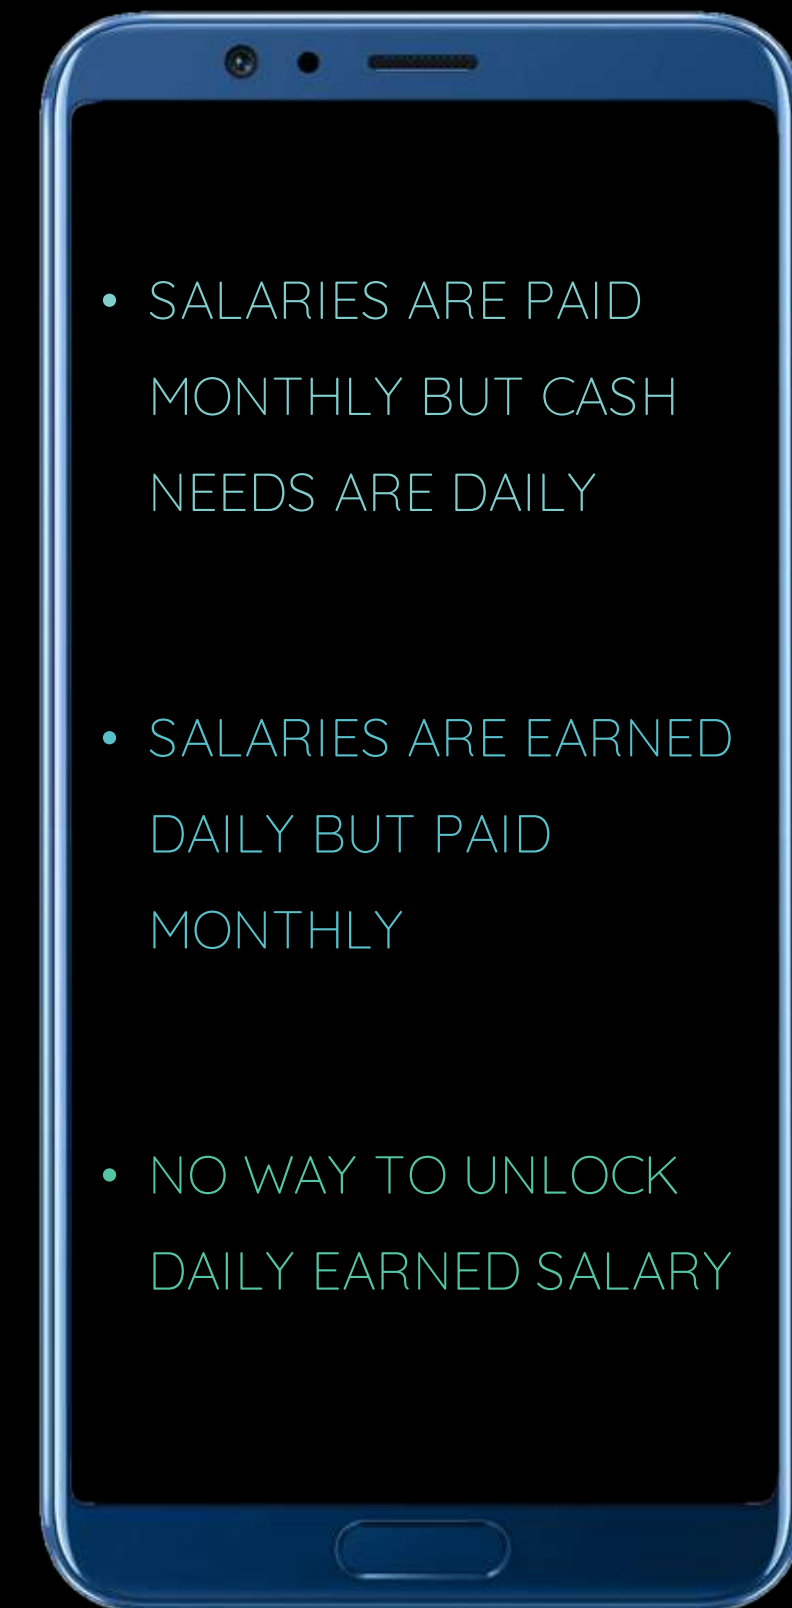 • SALARIES ARE PAID
MONTHLY BUT CASH
NEEDS ARE DAILY
• SALARIES ARE EARNED
DAILY BUT PAID
MONTHLY
• NO WAY TO UNLOCK
DAILY EARNED SALARY